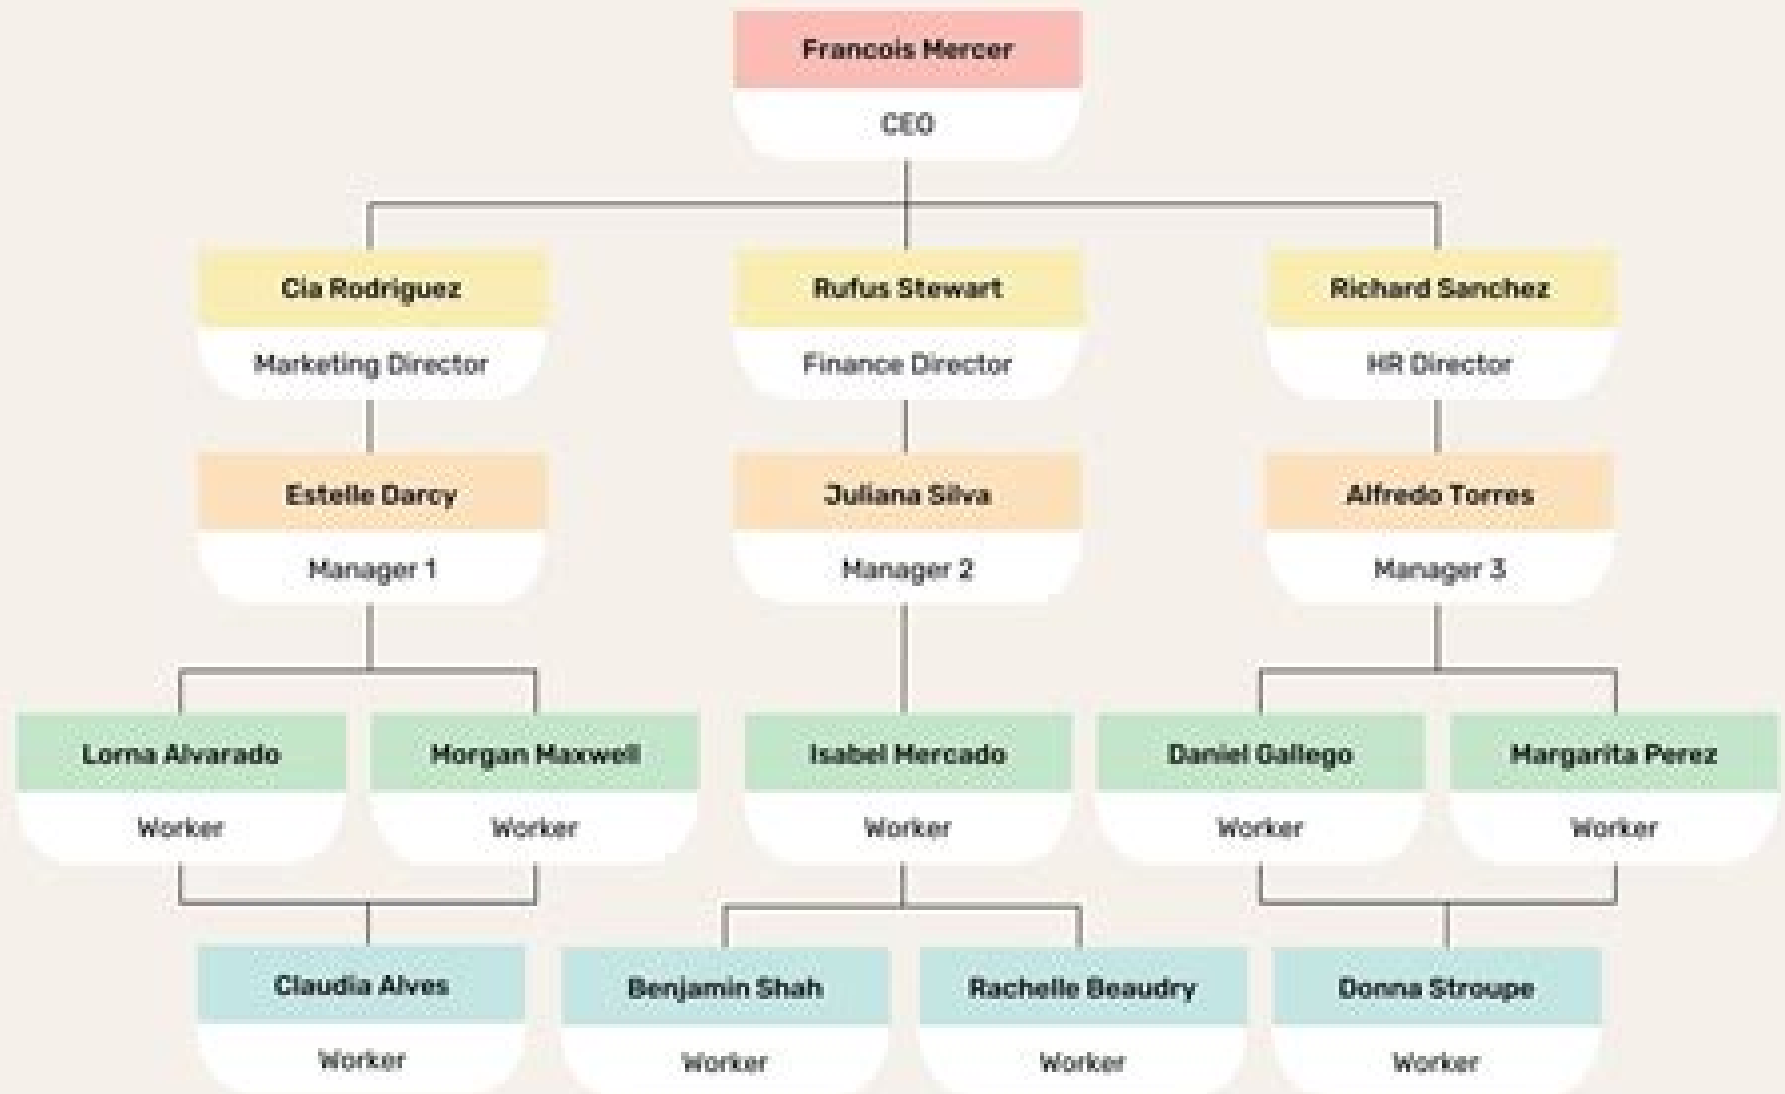 Francois Mercer
CEO
Cia Rodriguez
Rufus Stewart
Richard Sanchez
Marketing Director
Finance Director
HR Director
Estelle Darcy
Juliana Silva
Alfredo Torres
Manager 1
Manager 2
Manager 3
Lorna Alvarado
Morgan Maxwell
Isabel Mercado
Daniel Gallego
Margarita Perez
Worker
Worker
Worker
Worker
Worker
Claudia Alves
Benjamin Shah
Rachelle Beaudry
Donna Stroupe
Worker
Worker
Worker
Worker